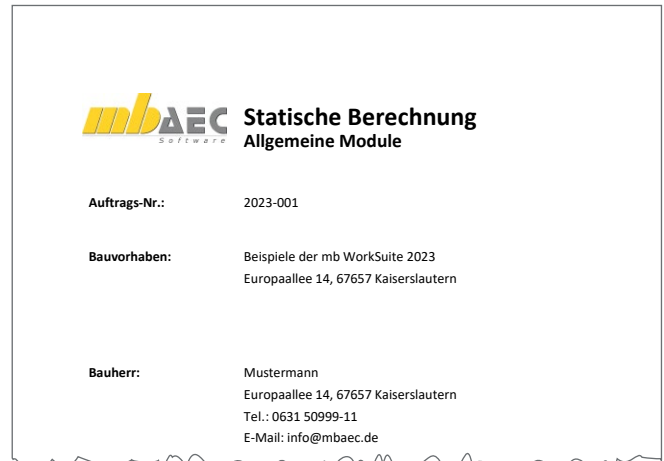 mbAEC
Software
Statische Berechnung
Allgemeine Module
Auftrags-Nr.: 2023-001
Bauvorhaben: Beispiele der mb WorkSuite 2023
Europaallee 14, 67657 Kaiserslautern
Bauherr: Mustermann
Europaallee 14, 67657 Kaiserslautern
Tel.: 0631 50999-11
E-Mail: info@mbaec.de